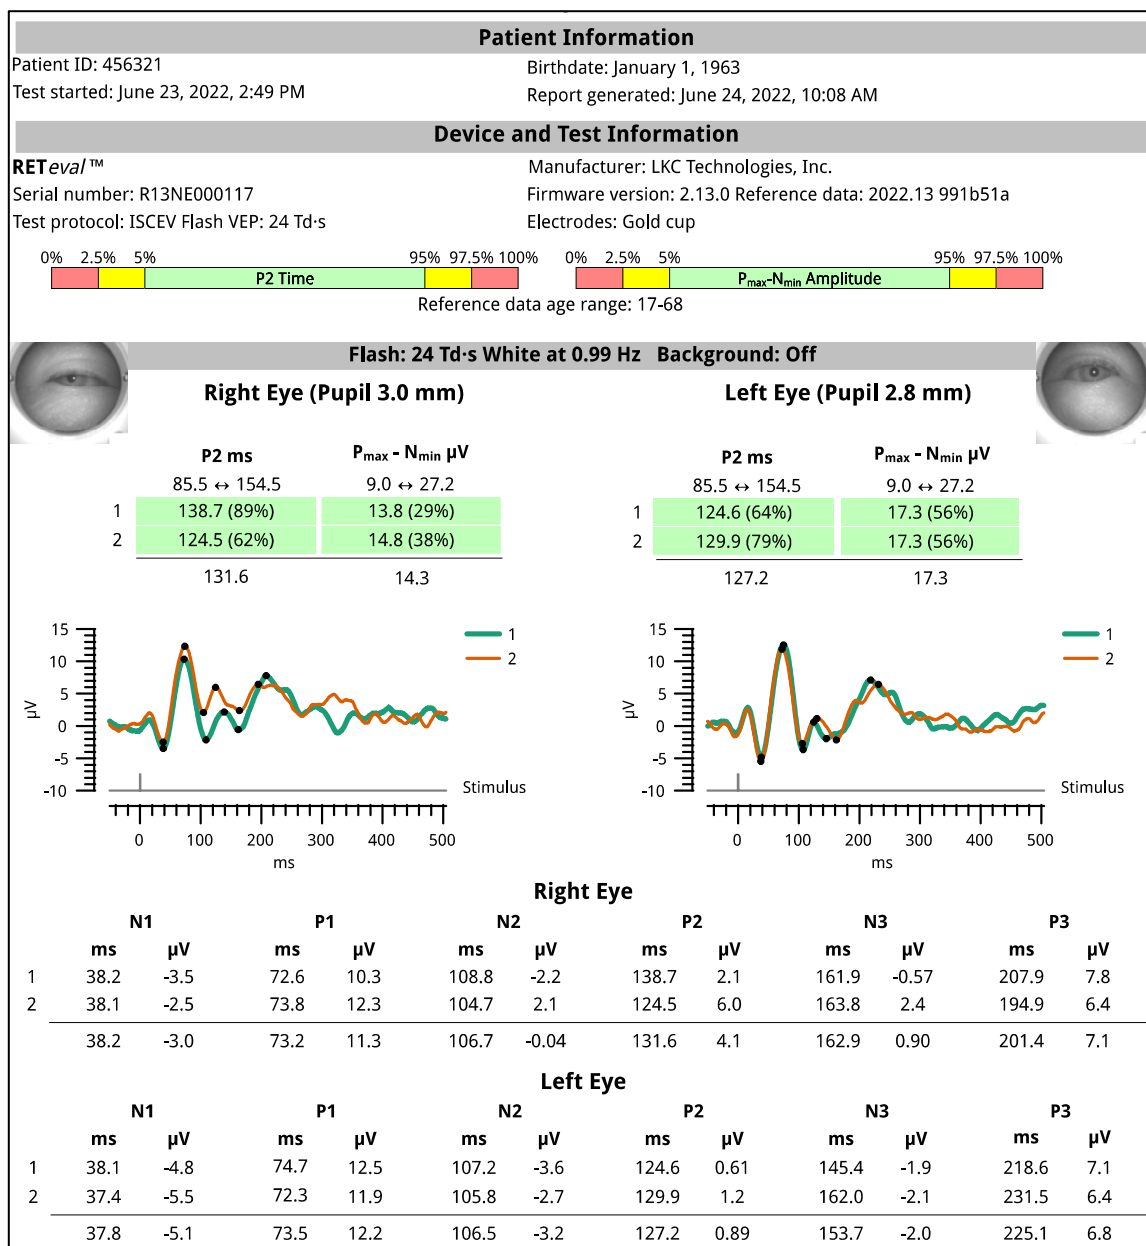 Patient Information
Patient ID: 456321
Birthdate: January 1, 1963
Test started: June 23, 2022, 2:49 PM
Report generated: June 24, 2022, 10:08 AM
Device and Test Information
RETeval ™
Manufacturer: LKC Technologies, Inc.
Serial number: R13NE000117
Firmware version: 2.13.0 Reference data: 2022.13 991b51a
Test protocol: ISCEV Flash VEP: 24 Td·s
Electrodes: Gold cup
0% 2.5% 5% 95% 97.5% 100%
P2 Time
0% 2.5% 5% 95% 97.5% 100%
Pmax-Nmin Amplitude
Reference data age range: 17-68
Flash: 24 Td·s White at 0.99 Hz Background: Off
Right Eye (Pupil 3.0 mm)
P2 ms Pmax - Nmin µV
85.5 ↔ 154.5 9.0 ↔ 27.2
1 138.7 (89%) 13.8 (29%)
2 124.5 (62%) 14.8 (38%)
131.6 14.3
Left Eye (Pupil 2.8 mm)
P2 ms Pmax - Nmin µV
85.5 ↔ 154.5 9.0 ↔ 27.2
1 124.6 (64%) 17.3 (56%)
2 129.9 (79%) 17.3 (56%)
127.2 17.3
15
10
5
0
-5
-10
µV
1
2
Stimulus
0 100 200 300 400 500
ms
15
10
5
0
-5
-10
µV
1
2
Stimulus
0 100 200 300 400 500
ms
Right Eye
N1 P1 N2 P2 N3 P3
ms µV ms µV ms µV ms µV ms µV ms µV
1 38.2 -3.5 72.6 10.3 108.8 -2.2 138.7 2.1 161.9 -0.57 207.9 7.8
2 38.1 -2.5 73.8 12.3 104.7 2.1 124.5 6.0 163.8 2.4 194.9 6.4
38.2 -3.0 73.2 11.3 106.7 -0.04 131.6 4.1 162.9 0.90 201.4 7.1
Left Eye
N1 P1 N2 P2 N3 P3
ms µV ms µV ms µV ms µV ms µV ms µV
1 38.1 -4.8 74.7 12.5 107.2 -3.6 124.6 0.61 145.4 -1.9 218.6 7.1
2 37.4 -5.5 72.3 11.9 105.8 -2.7 129.9 1.2 162.0 -2.1 231.5 6.4
37.8 -5.1 73.5 12.2 106.5 -3.2 127.2 0.89 153.7 -2.0 225.1 6.8